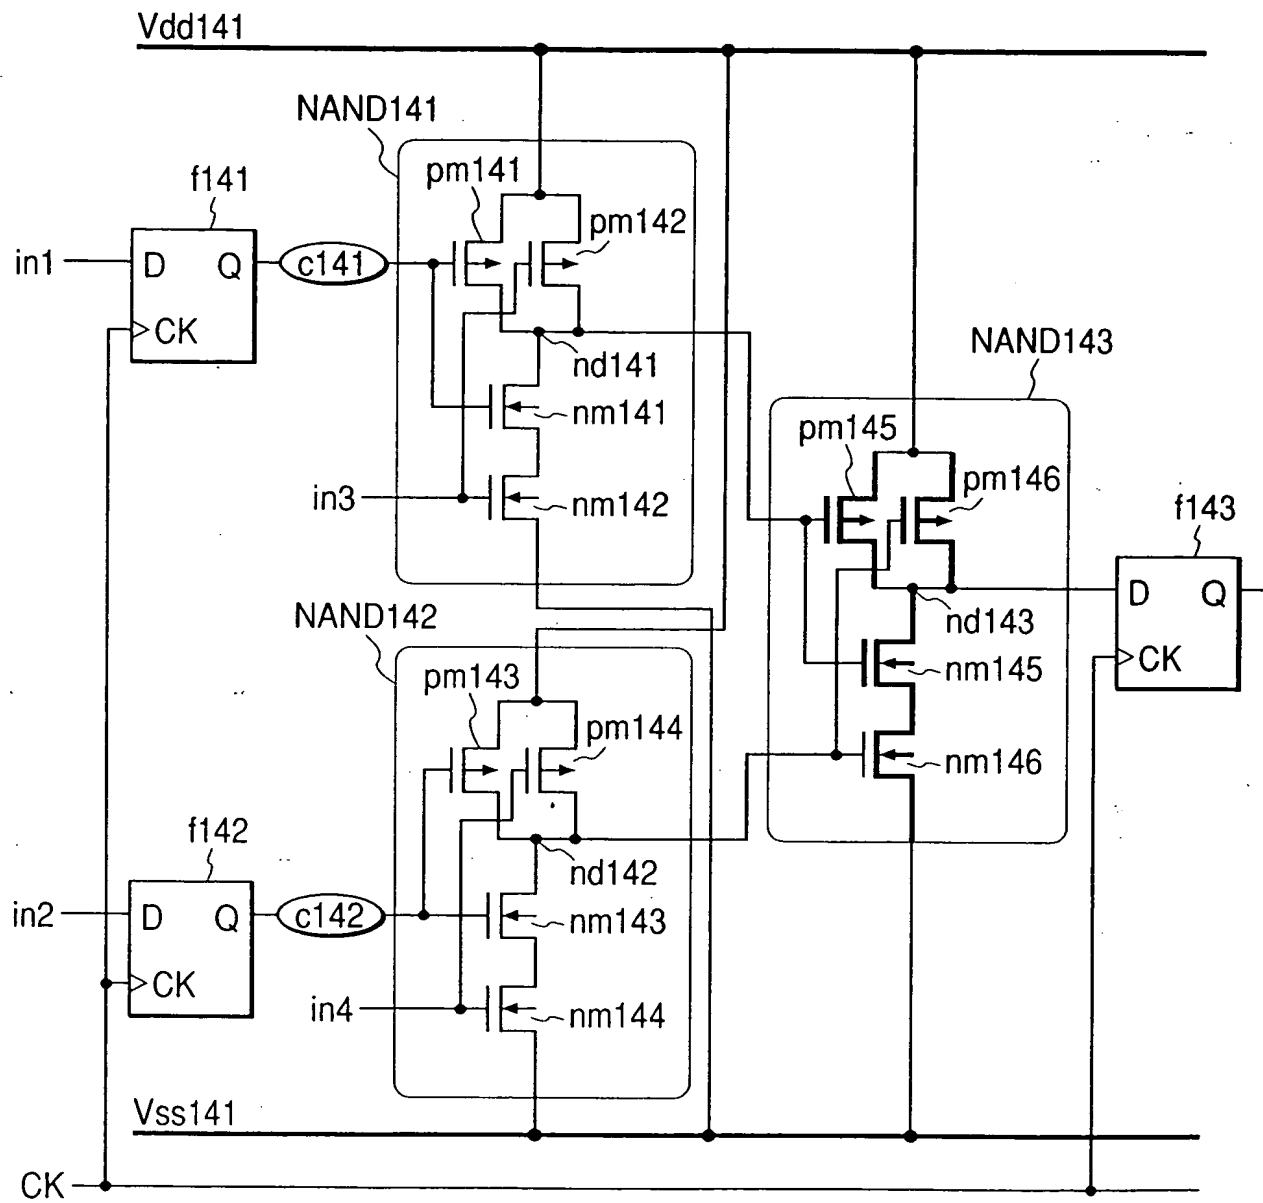 Vdd141
NAND141
pm141
f141
pm142
in1
D
Q
c141
CK
nd141
NAND143
nm141
pm145
in3
nm142
pm146
f143
NAND142
D
Q
nd143
CK
pm143
nm145
pm144
nm146
f142
nd142
in2
D
Q
c142
nm143
CK
in4
nm144
Vss141
CK